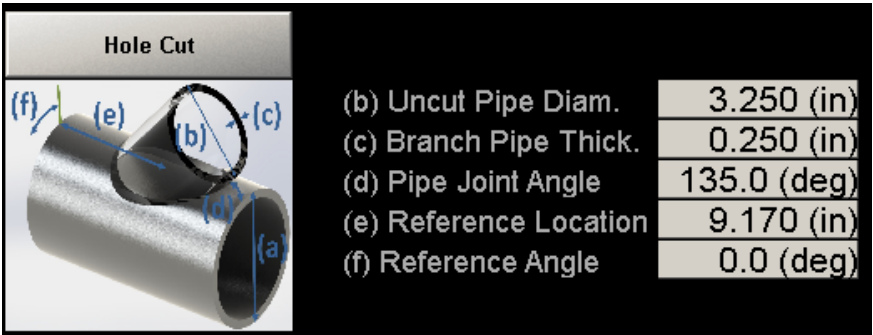 Hole Cut
(f)
(e)
(b)
(c)
(d)
(a)
(b) Uncut Pipe Diam. 3.250 (in)
(c) Branch Pipe Thick. 0.250 (in)
(d) Pipe Joint Angle 135.0 (deg)
(e) Reference Location 9.170 (in)
(f) Reference Angle 0.0 (deg)